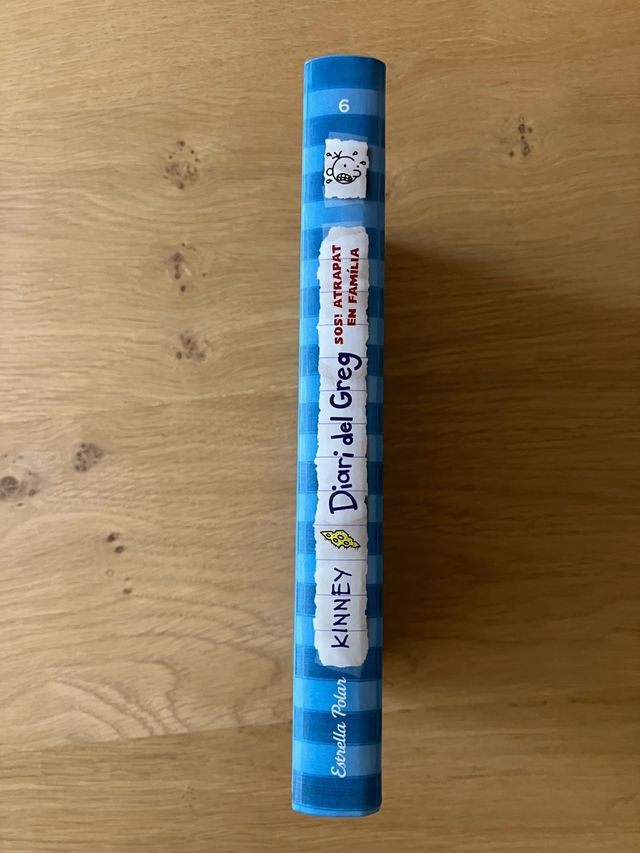 6
SOS! ATRAPAT
EN FAMÍLIA
Diari del Greg
KINNEY
Estrella Polar